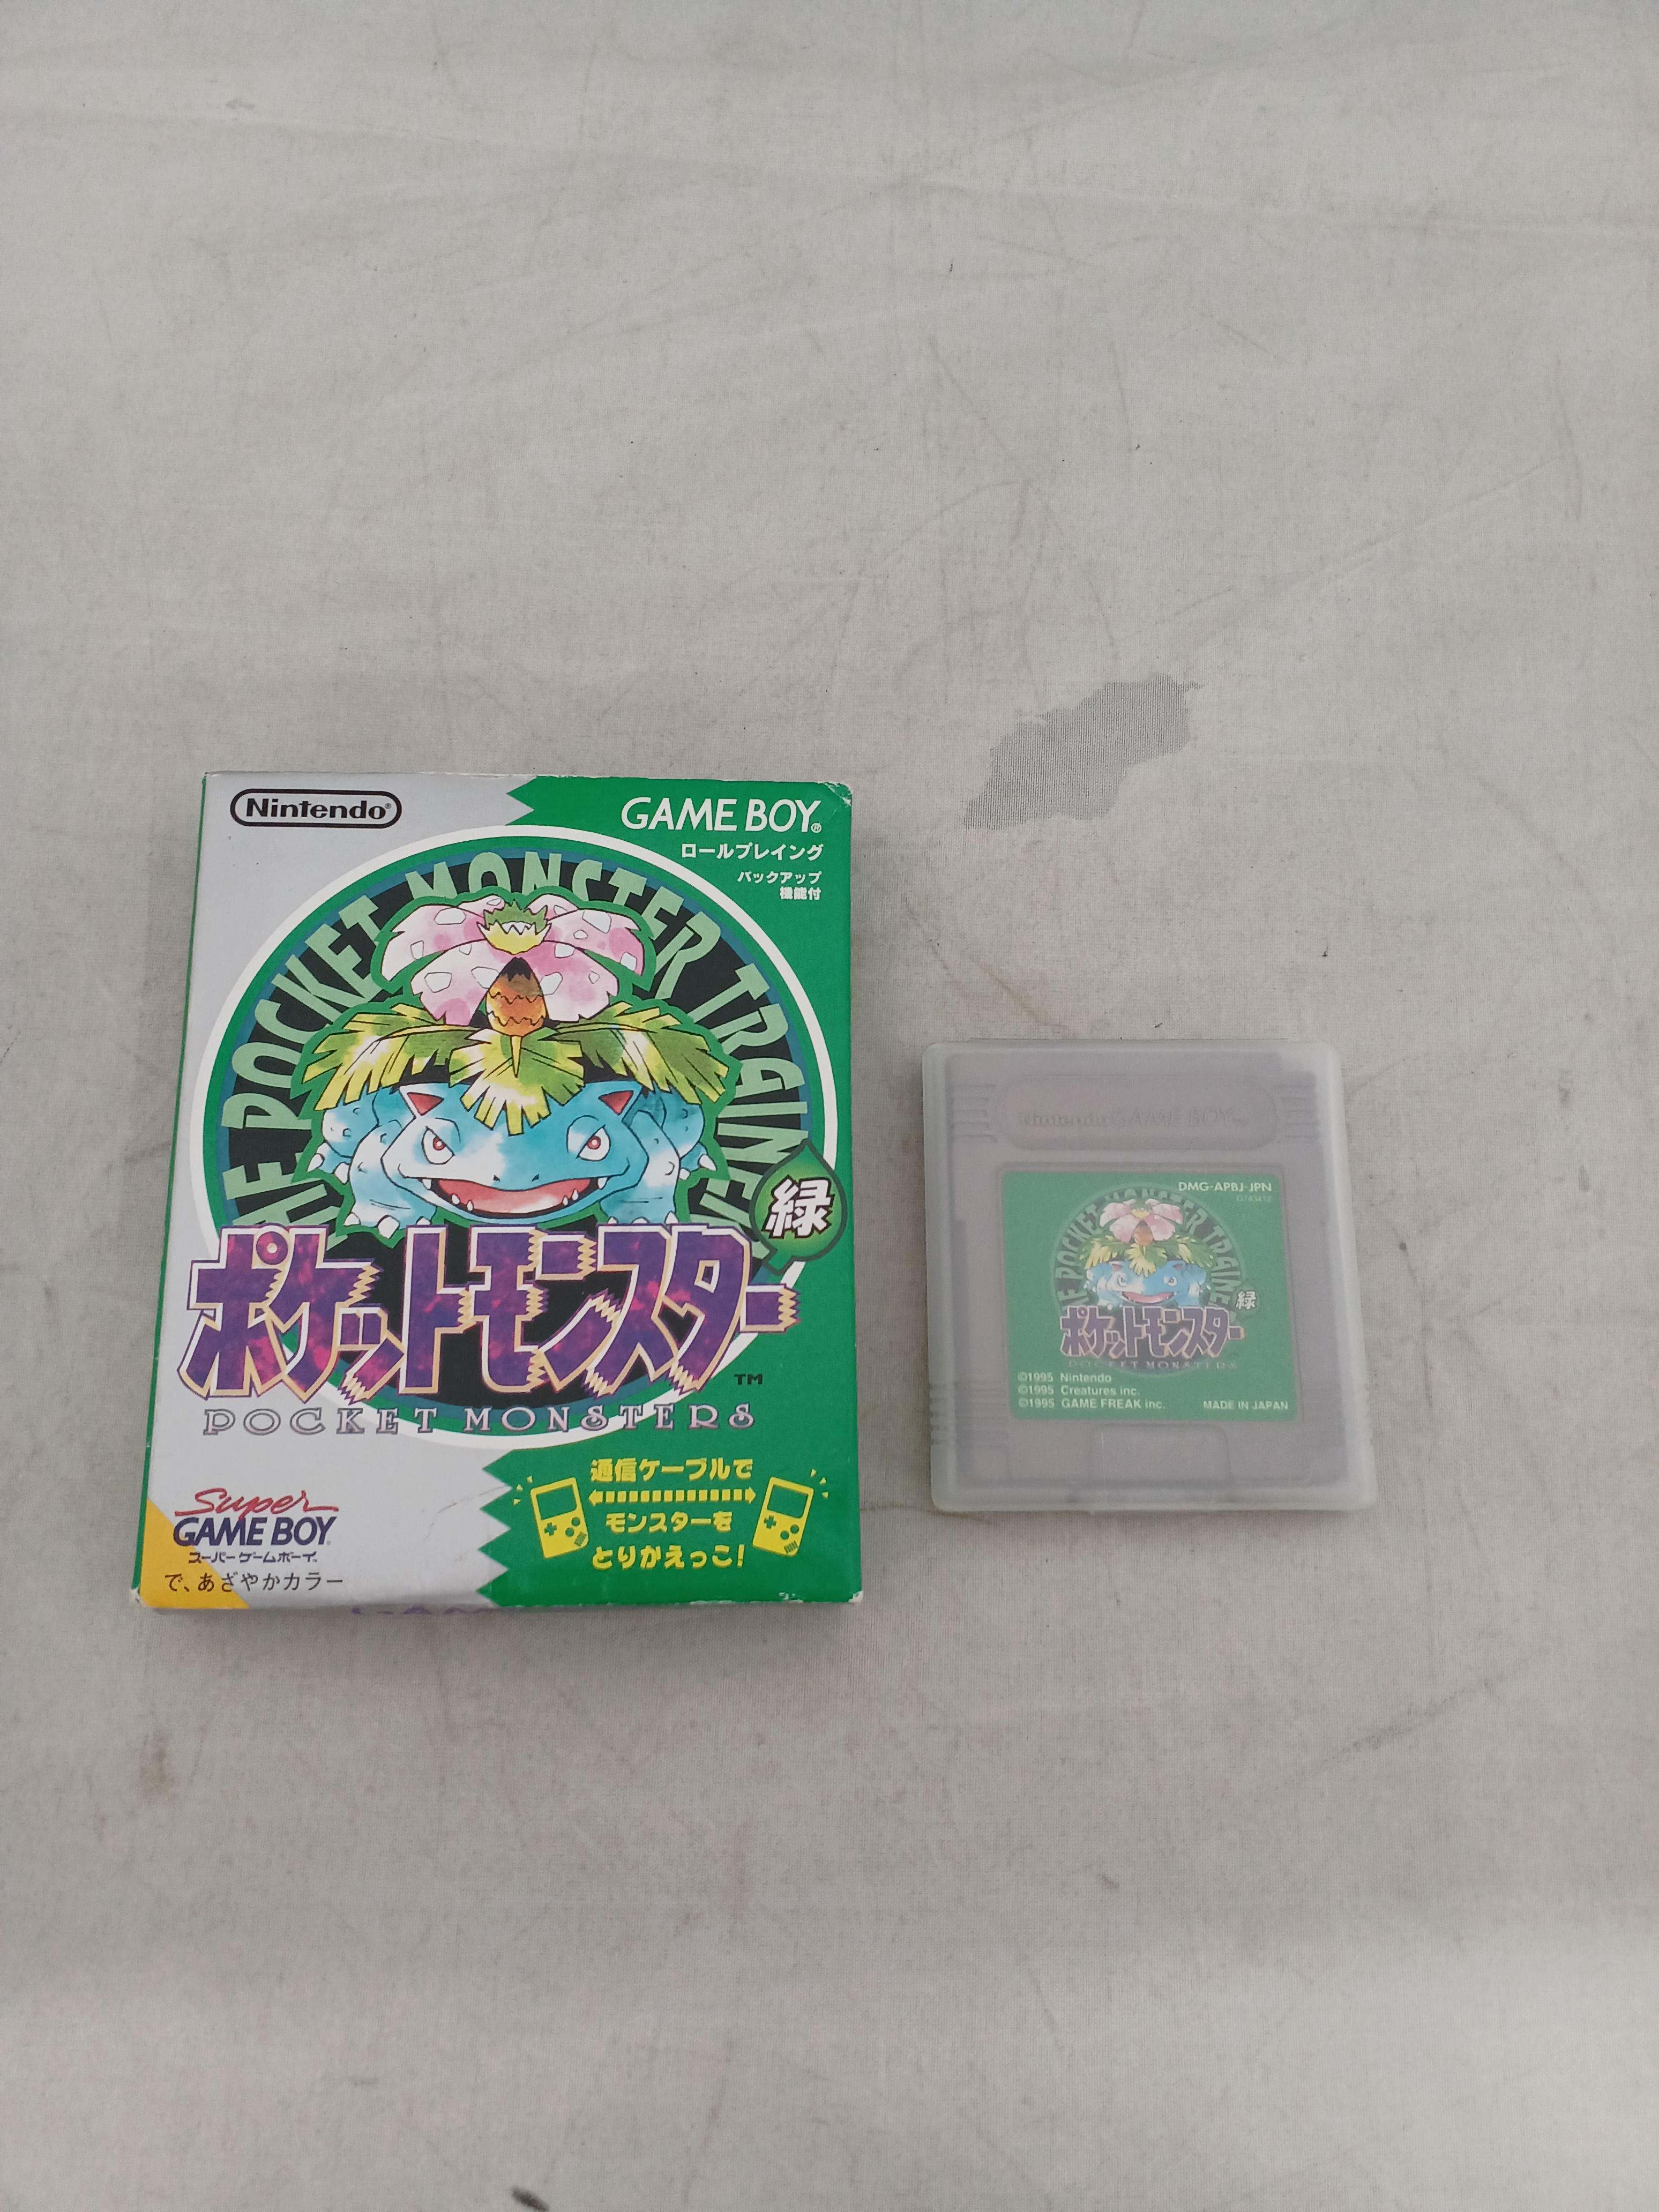 Nintendo®
GAME BOY®
ロールプレイング
バックアップ
機能付
THE POCKET MONSTER TRAINER
緑
ポケットモンスター
TM
POCKET MONSTERS
Super
GAME BOY
スーパーゲームボーイ
で、あざやかカラー
通信ケーブルで
モンスターを
とりかえっこ!
Nintendo GAME BOY
DMG-APBJ-JPN
THE POCKET MONSTER TRAINER
緑
ポケットモンスター
POCKET MONSTERS
©1995 Nintendo
©1995 Creatures inc.
©1995 GAME FREAK inc.
MADE IN JAPAN